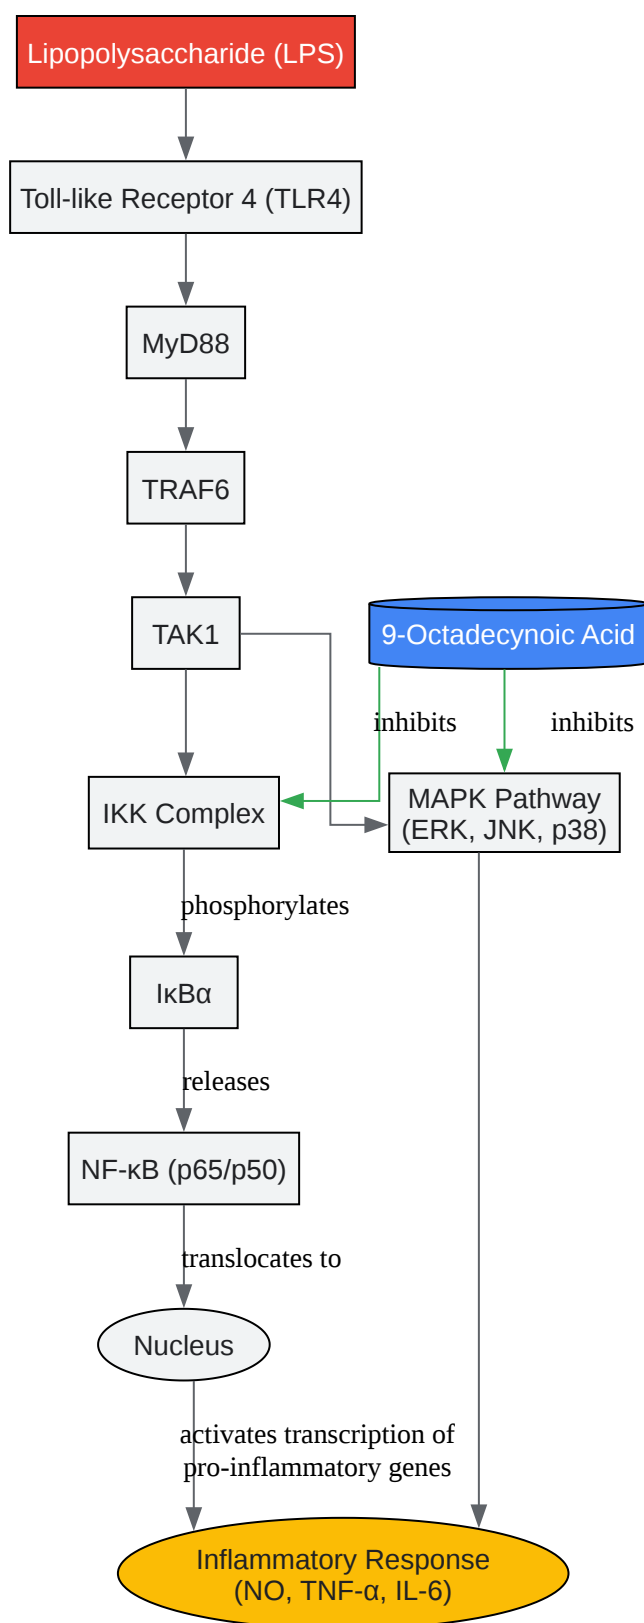 Lipopolysaccharide (LPS)
Toll-like Receptor 4 (TLR4)
MyD88
TRAF6
TAK1
9-Octadecynoic Acid
inhibits
inhibits
IKK Complex
MAPK Pathway
(ERK, JNK, p38)
phosphorylates
IκBα
releases
NF-κB (p65/p50)
translocates to
Nucleus
activates transcription of
pro-inflammatory genes
Inflammatory Response
(NO, TNF-α, IL-6)